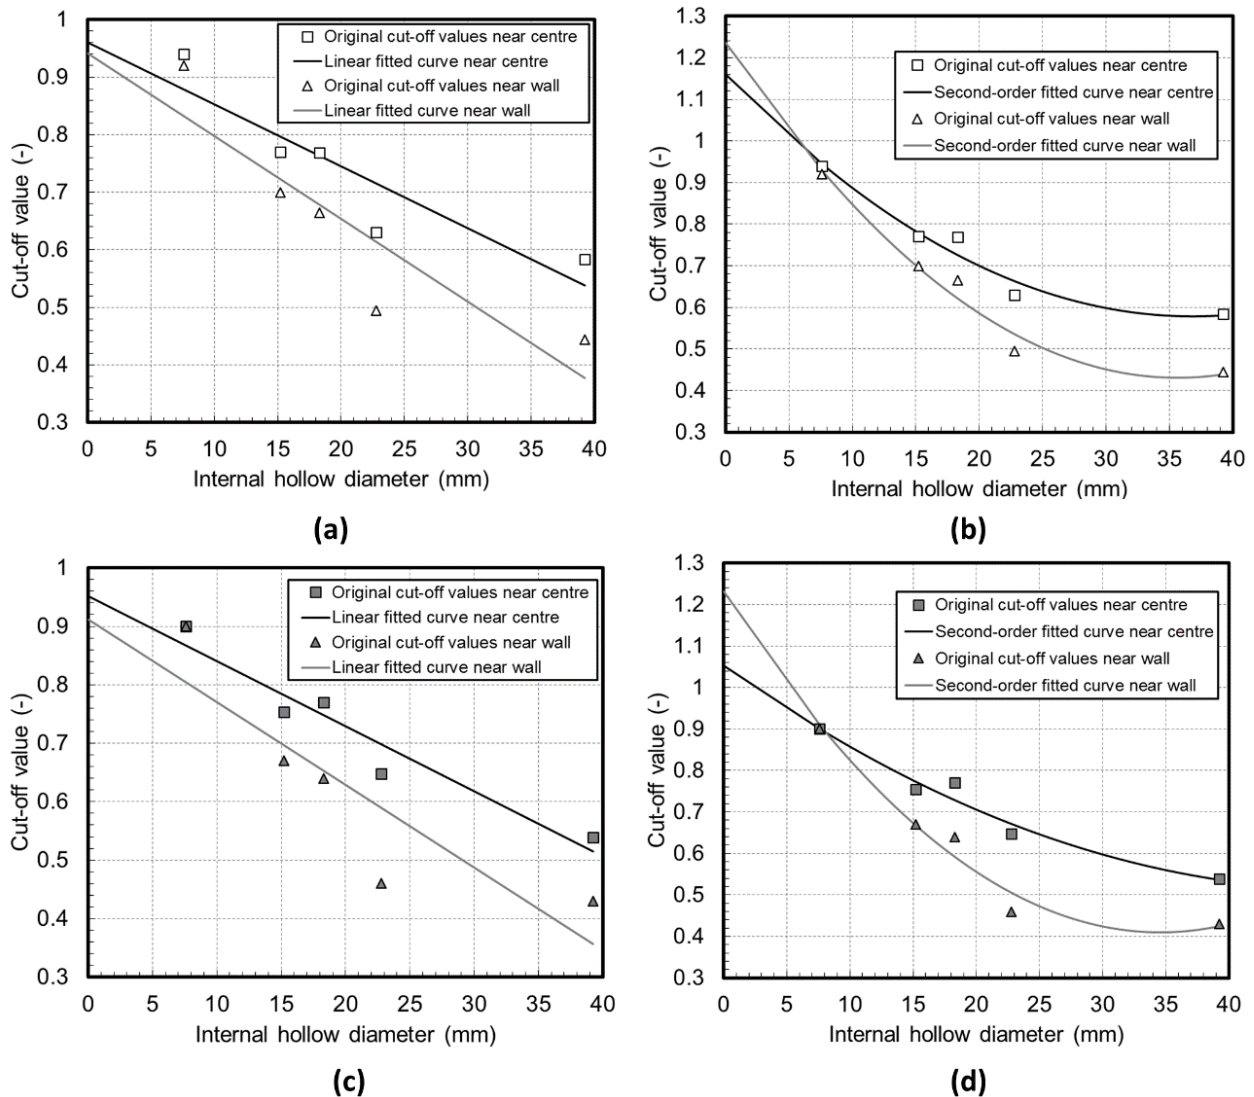 Cut-off value (-)
1
0.9
0.8
0.7
0.6
0.5
0.4
0.3
Original cut-off values near centre
Linear fitted curve near centre
Original cut-off values near wall
Linear fitted curve near wall
0 5 10 15 20 25 30 35 40
Internal hollow diameter (mm)
(a)
Cut-off value (-)
1.3
1.2
1.1
1
0.9
0.8
0.7
0.6
0.5
0.4
0.3
Original cut-off values near centre
Second-order fitted curve near centre
Original cut-off values near wall
Second-order fitted curve near wall
0 5 10 15 20 25 30 35 40
Internal hollow diameter (mm)
(b)
Cut-off value (-)
1
0.9
0.8
0.7
0.6
0.5
0.4
0.3
Original cut-off values near centre
Linear fitted curve near centre
Original cut-off values near wall
Linear fitted curve near wall
0 5 10 15 20 25 30 35 40
Internal hollow diameter (mm)
(c)
Cut-off value (-)
1.3
1.2
1.1
1
0.9
0.8
0.7
0.6
0.5
0.4
0.3
Original cut-off values near centre
Second-order fitted curve near centre
Original cut-off values near wall
Second-order fitted curve near wall
0 5 10 15 20 25 30 35 40
Internal hollow diameter (mm)
(d)